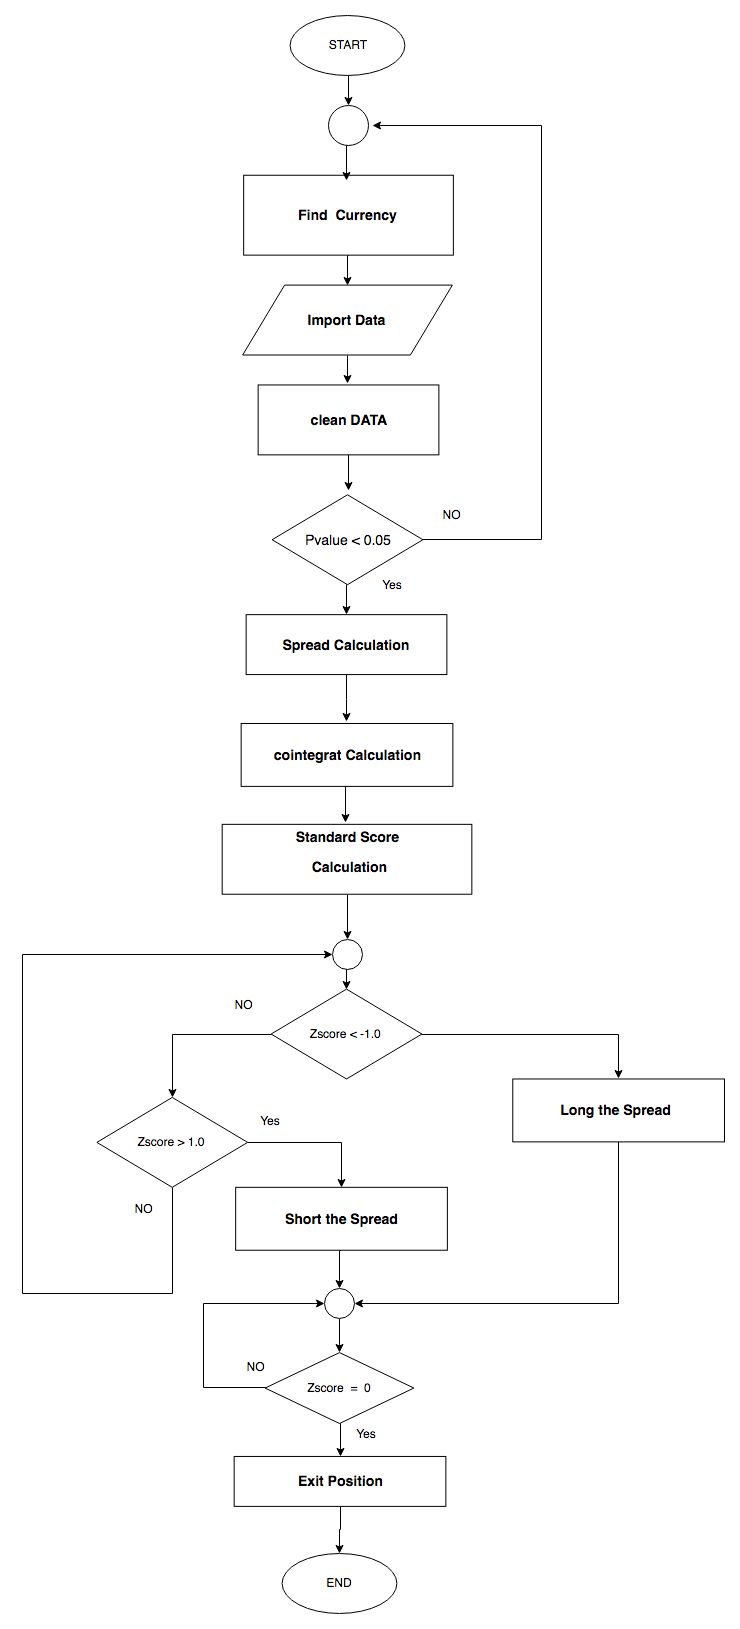 START
Find Currency
Import Data
clean DATA
NO
Pvalue < 0.05
Yes
Spread Calculation
cointegrat Calculation
Standard Score
Calculation
NO
Zscore < -1.0
Long the Spread
Yes
Zscore > 1.0
NO
Short the Spread
NO
Zscore = 0
Yes
Exit Position
END